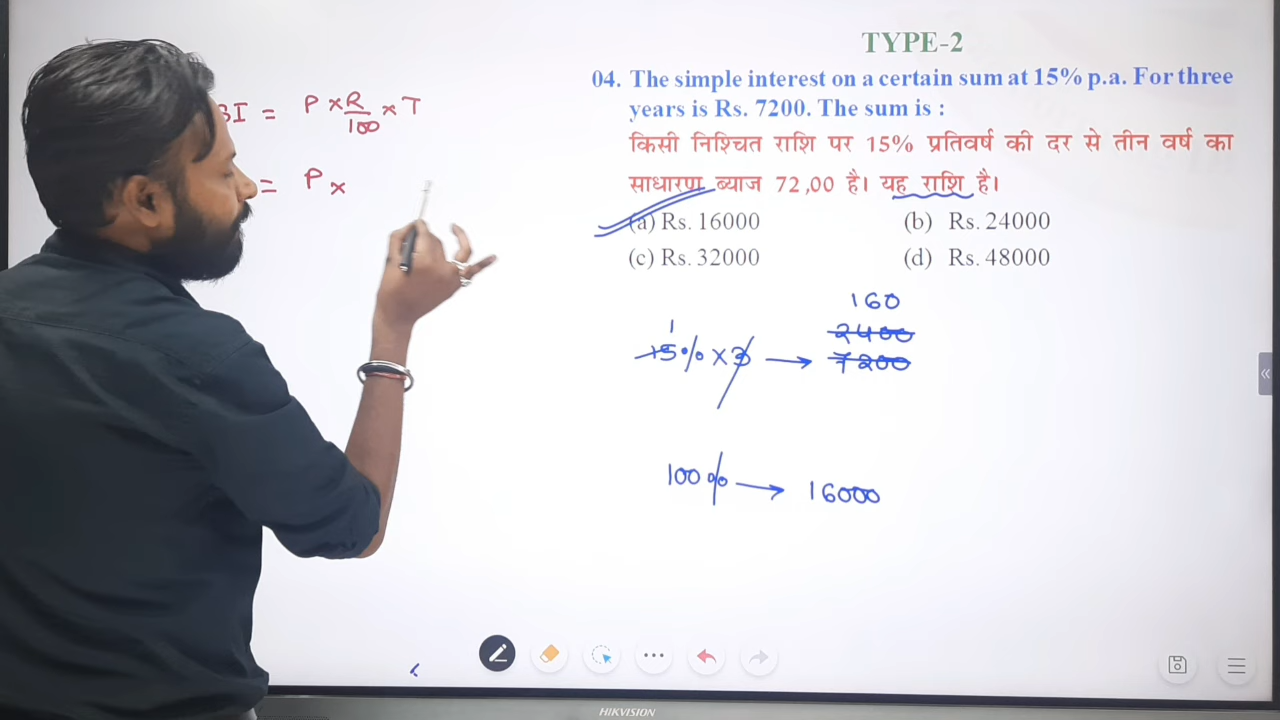 TYPE-2
04. The simple interest on a certain sum at 15% p.a. For three
years is Rs. 7200. The sum is :
किसी निश्चित राशि पर 15% प्रतिवर्ष की दर से तीन वर्ष का
साधारण ब्याज 72,00 है। यह राशि है।
(a) Rs. 16000 (b) Rs. 24000
(c) Rs. 32000 (d) Rs. 48000
SI = P × R/100 × T
= P ×
160
2400
1
15% × 3 → 7200
100% → 16000
HIKVISION